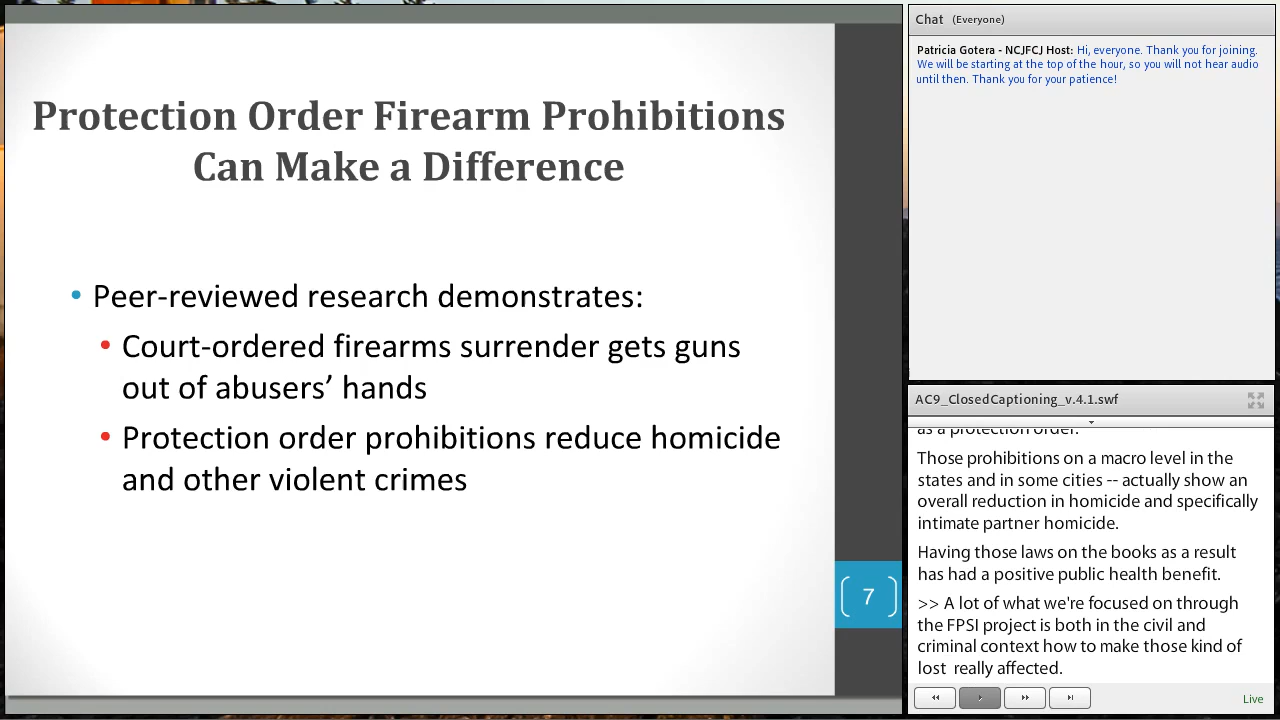 Protection Order Firearm Prohibitions
Can Make a Difference
• Peer-reviewed research demonstrates:
• Court-ordered firearms surrender gets guns
out of abusers’ hands
• Protection order prohibitions reduce homicide
and other violent crimes
7
Chat (Everyone)
Patricia Gotera - NCJFCJ Host: Hi, everyone. Thank you for joining.
We will be starting at the top of the hour, so you will not hear audio
until then. Thank you for your patience!
AC9_ClosedCaptioning_v.4.1.swf
as a protection order.
Those prohibitions on a macro level in the
states and in some cities -- actually show an
overall reduction in homicide and specifically
intimate partner homicide.
Having those laws on the books as a result
has had a positive public health benefit.
>> A lot of what we're focused on through
the FPSI project is both in the civil and
criminal context how to make those kind of
lost really affected.
Live